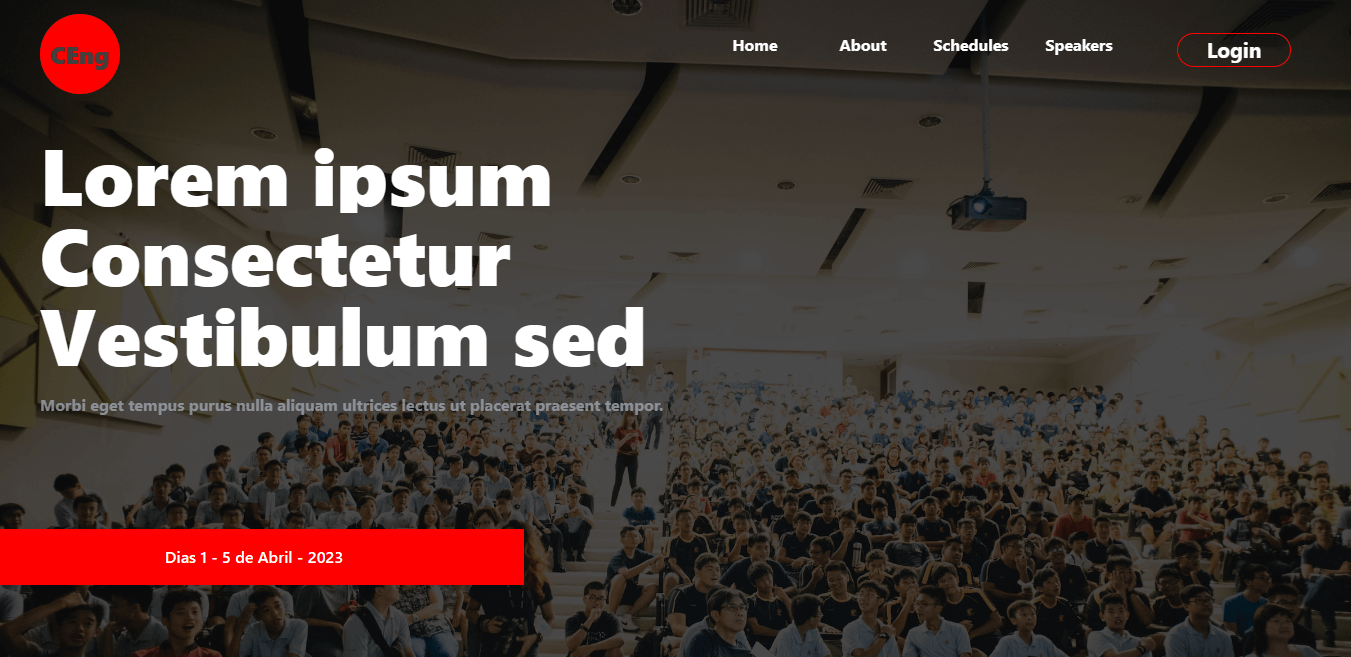 CEng
Home About Schedules Speakers Login
Lorem ipsum
Consectetur
Vestibulum sed
Morbi eget tempus purus nulla aliquam ultrices lectus ut placerat praesent tempor.
Dias 1 - 5 de Abril - 2023